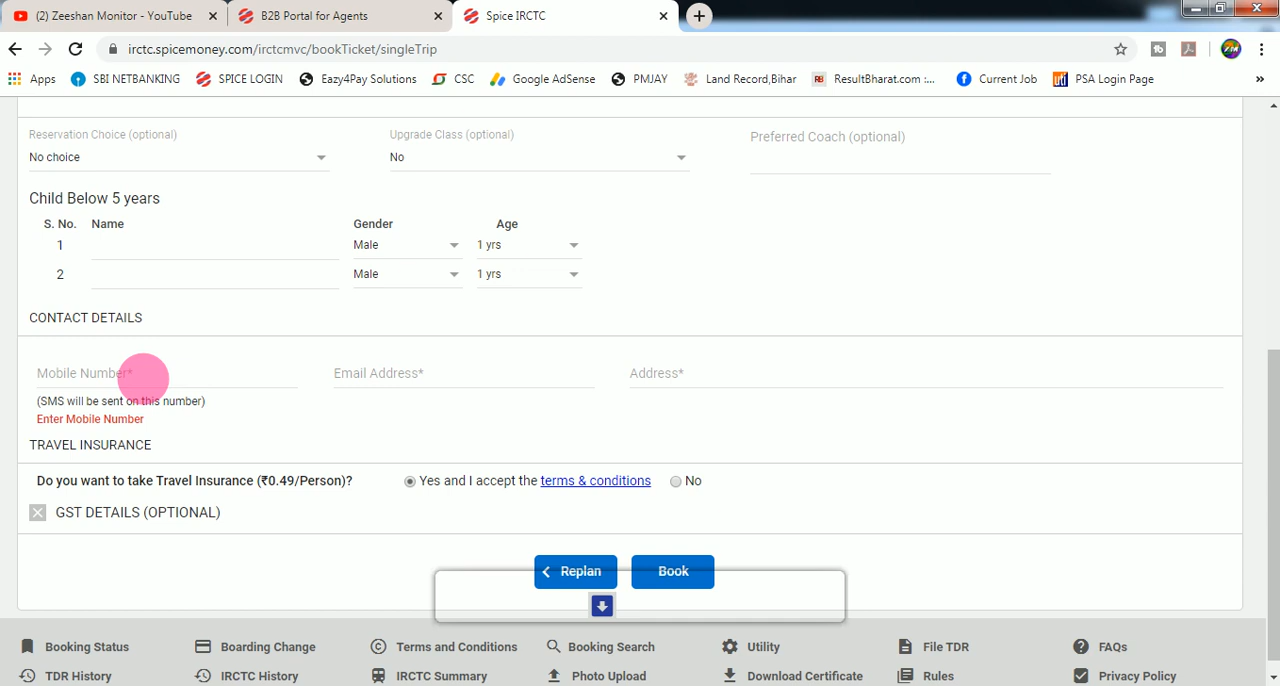 (2) Zeeshan Monitor - YouTube
B2B Portal for Agents
Spice IRCTC
irctc.spicemoney.com/irctcmvc/bookTicket/singleTrip
Apps SBI NETBANKING SPICE LOGIN Eazy4Pay Solutions CSC Google AdSense PMJAY Land Record,Bihar ResultBharat.com :... Current Job PSA Login Page »
Reservation Choice (optional) Upgrade Class (optional) Preferred Coach (optional)
No choice No
Child Below 5 years
S. No. Name Gender Age
1 Male 1 yrs
2 Male 1 yrs
CONTACT DETAILS
Mobile Number* Email Address* Address*
(SMS will be sent on this number)
Enter Mobile Number
TRAVEL INSURANCE
Do you want to take Travel Insurance (₹0.49/Person)? Yes and I accept the terms & conditions No
GST DETAILS (OPTIONAL)
Replan Book
Booking Status Boarding Change Terms and Conditions Booking Search Utility File TDR FAQs
TDR History IRCTC History IRCTC Summary Photo Upload Download Certificate Rules Privacy Policy